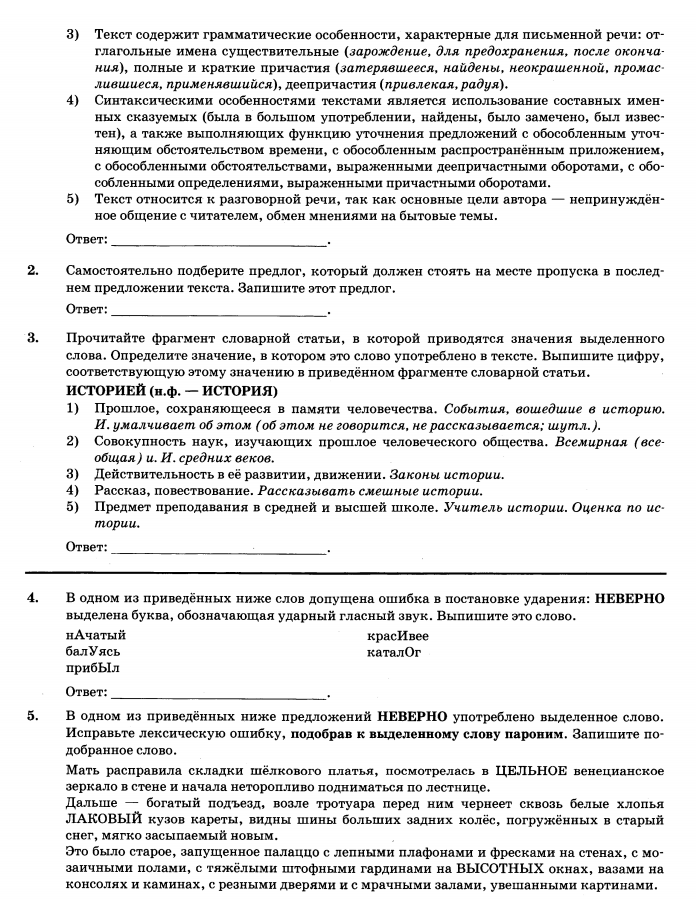 3) Текст содержит грамматические особенности, характерные для письменной речи: от-
глагольные имена существительные (зарождение, для предохранения, после оконча-
ния), полные и краткие причастия (затерявшееся, найдены, неокрашенной, промас-
лившиеся, применявшийся), деепричастия (привлекая, радуя).
4) Синтаксическими особенностями текстами является использование составных имен-
ных сказуемых (была в большом употреблении, найдены, было замечено, был извес-
тен), а также выполняющих функцию уточнения предложений с обособленным уточ-
няющим обстоятельством времени, с обособленным распространённым приложением,
с обособленными обстоятельствами, выраженными деепричастными оборотами, с обо-
собленными определениями, выраженными причастными оборотами.
5) Текст относится к разговорной речи, так как основные цели автора — непринуждён-
ное общение с читателем, обмен мнениями на бытовые темы.
Ответ: ____________________________.
2. Самостоятельно подберите предлог, который должен стоять на месте пропуска в послед-
нем предложении текста. Запишите этот предлог.
Ответ: ____________________________.
3. Прочитайте фрагмент словарной статьи, в которой приводятся значения выделенного
слова. Определите значение, в котором это слово употреблено в тексте. Выпишите цифру,
соответствующую этому значению в приведённом фрагменте словарной статьи.
ИСТОРИЕЙ (н.ф. — ИСТОРИЯ)
1) Прошлое, сохраняющееся в памяти человечества. События, вошедшие в историю.
И. умалчивает об этом (об этом не говорится, не рассказывается; шутл.).
2) Совокупность наук, изучающих прошлое человеческого общества. Всемирная (все-
общая) и. И. средних веков.
3) Действительность в её развитии, движении. Законы истории.
4) Рассказ, повествование. Рассказывать смешные истории.
5) Предмет преподавания в средней и высшей школе. Учитель истории. Оценка по ис-
тории.
Ответ: ____________________________.
4. В одном из приведённых ниже слов допущена ошибка в постановке ударения: НЕВЕРНО
выделена буква, обозначающая ударный гласный звук. Выпишите это слово.
нАчатый красИвее
балУясь каталОг
прибЫл
Ответ: ____________________________.
5. В одном из приведённых ниже предложений НЕВЕРНО употреблено выделенное слово.
Исправьте лексическую ошибку, подобрав к выделенному слову пароним. Запишите по-
добранное слово.
Мать расправила складки шёлкового платья, посмотрелась в ЦЕЛЬНОЕ венецианское
зеркало в стене и начала неторопливо подниматься по лестнице.
Дальше — богатый подъезд, возле тротуара перед ним чернеет сквозь белые хлопья
ЛАКОВЫЙ кузов кареты, видны шины больших задних колёс, погружённых в старый
снег, мягко засыпаемый новым.
Это было старое, запущенное палаццо с лепными плафонами и фресками на стенах, с мо-
заичными полами, с тяжёлыми штофными гардинами на ВЫСОТНЫХ окнах, вазами на
консолях и каминах, с резными дверями и с мрачными залами, увешанными картинами.